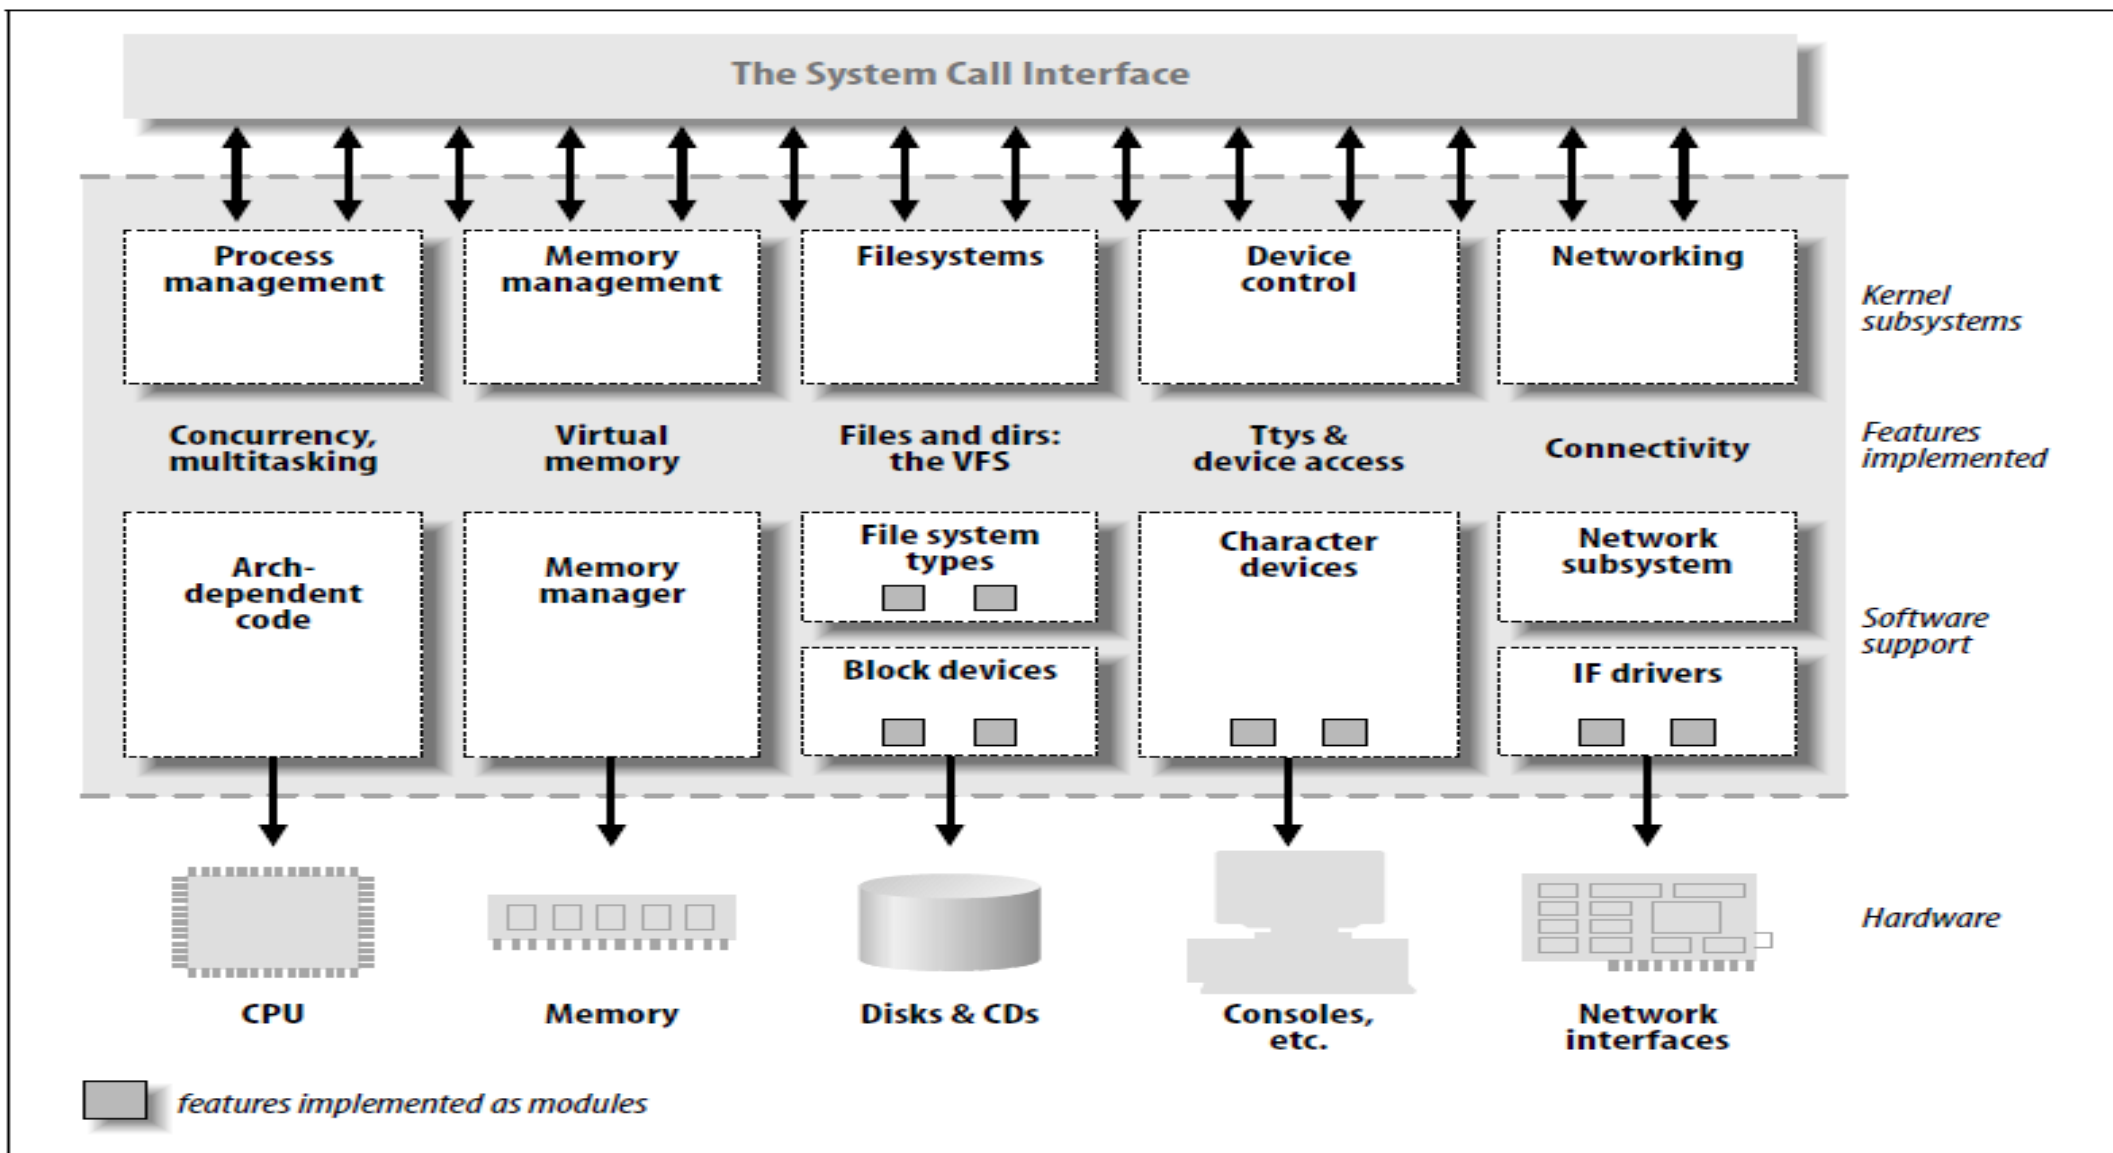 The System Call Interface
Process
management
Memory
management
Filesystems
Device
control
Networking
Kernel
subsystems
Concurrency,
multitasking
Virtual
memory
Files and dirs:
the VFS
Ttys &
device access
Connectivity
Features
implemented
Arch-
dependent
code
Memory
manager
File system
types
Block devices
Character
devices
Network
subsystem
IF drivers
Software
support
CPU
Memory
Disks & CDs
Consoles,
etc.
Network
interfaces
Hardware
features implemented as modules